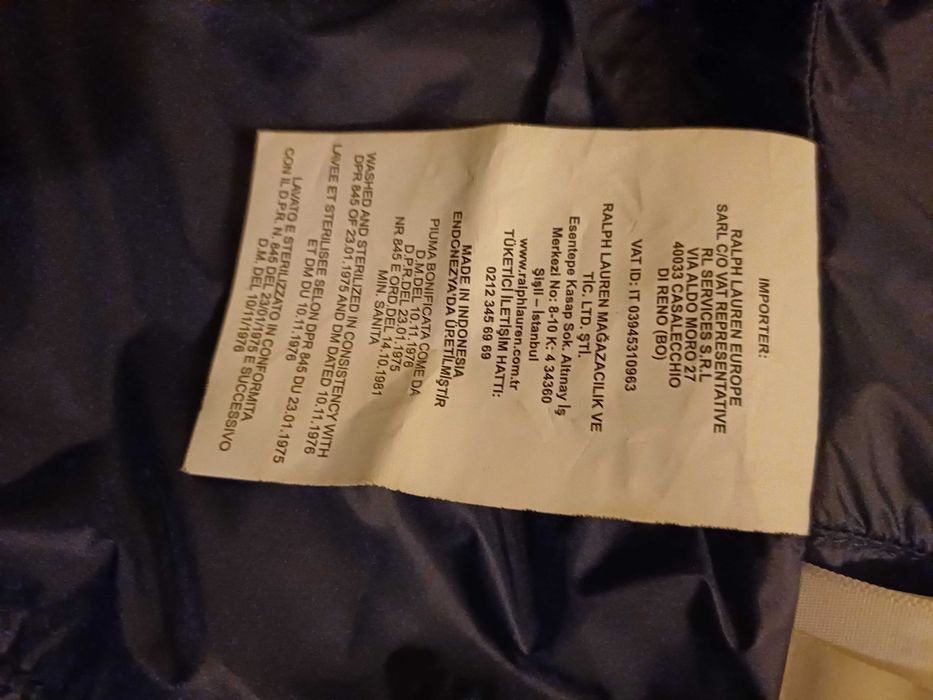 IMPORTER:
RALPH LAUREN EUROPE
SARL C/O VAT REPRESENTATIVE
RL SERVICES S.R.L
VIA ALDO MORO 27
40033 CASALECCHIO
DI RENO (BO)
VAT ID: IT 03945310963
RALPH LAUREN MAĞAZACILIK VE
TİC. LTD. ŞTİ.
Esentepe Kasap Sok. Altınay İş
Merkezi No: 8-10 K: 4 34360
Şişli – İstanbul
www.ralphlauren.com.tr
TÜKETİCİ İLETİŞİM HATTI:
0212 345 69 69
MADE IN INDONESIA
ENDONEZYA'DA ÜRETİLMİŞTİR
PIUMA BONIFICATA COME DA
D.M.DEL 10.11.1976
D.P.R.DEL 23.01.1975
NR 845 E OPD.DEL.14.10.1981
MIN. SANITA
WASHED AND STERILIZED IN CONSISTENCY WITH
DPR 845 OF 23.01.1975 AND DM DATED 10.11.1976
LAVEE ET STERILISEE SELON DPR 845 DU 23.01.1975
ET DM DU 10.11.1976
LAVATO E STERILIZZATO IN CONFORMITA
CON IL D.P.R. N. 845 DEL 23/01/1975 E SUCCESSIVO
D.M. DEL 10/11/1976